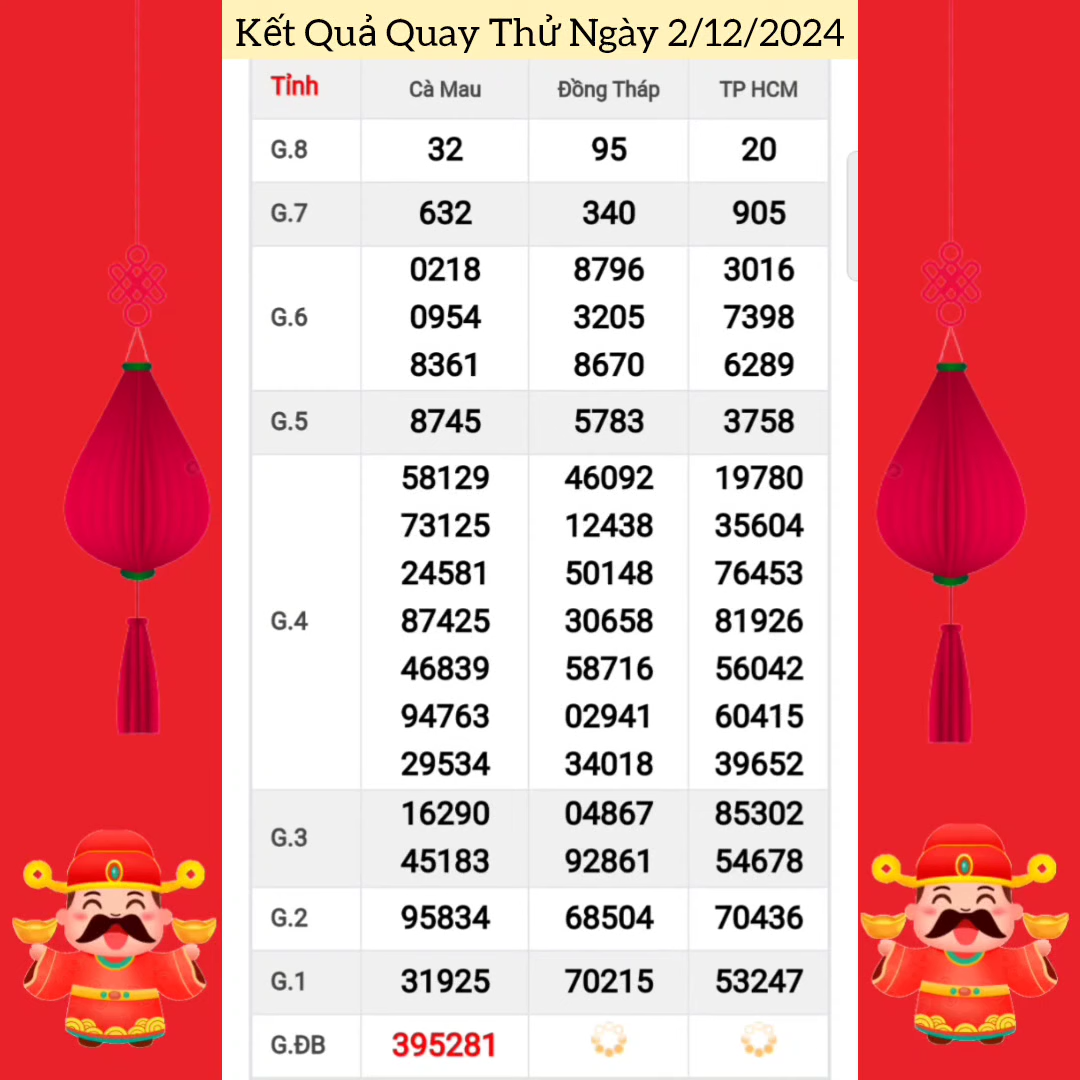 Kết Quả Quay Thử Ngày 2/12/2024
Tỉnh Cà Mau Đồng Tháp TP HCM
G.8 32 95 20
G.7 632 340 905
0218 8796 3016
G.6 0954 3205 7398
8361 8670 6289
G.5 8745 5783 3758
58129 46092 19780
73125 12438 35604
24581 50148 76453
G.4 87425 30658 81926
46839 58716 56042
94763 02941 60415
29534 34018 39652
G.3 16290 04867 85302
45183 92861 54678
G.2 95834 68504 70436
G.1 31925 70215 53247
G.ĐB 395281